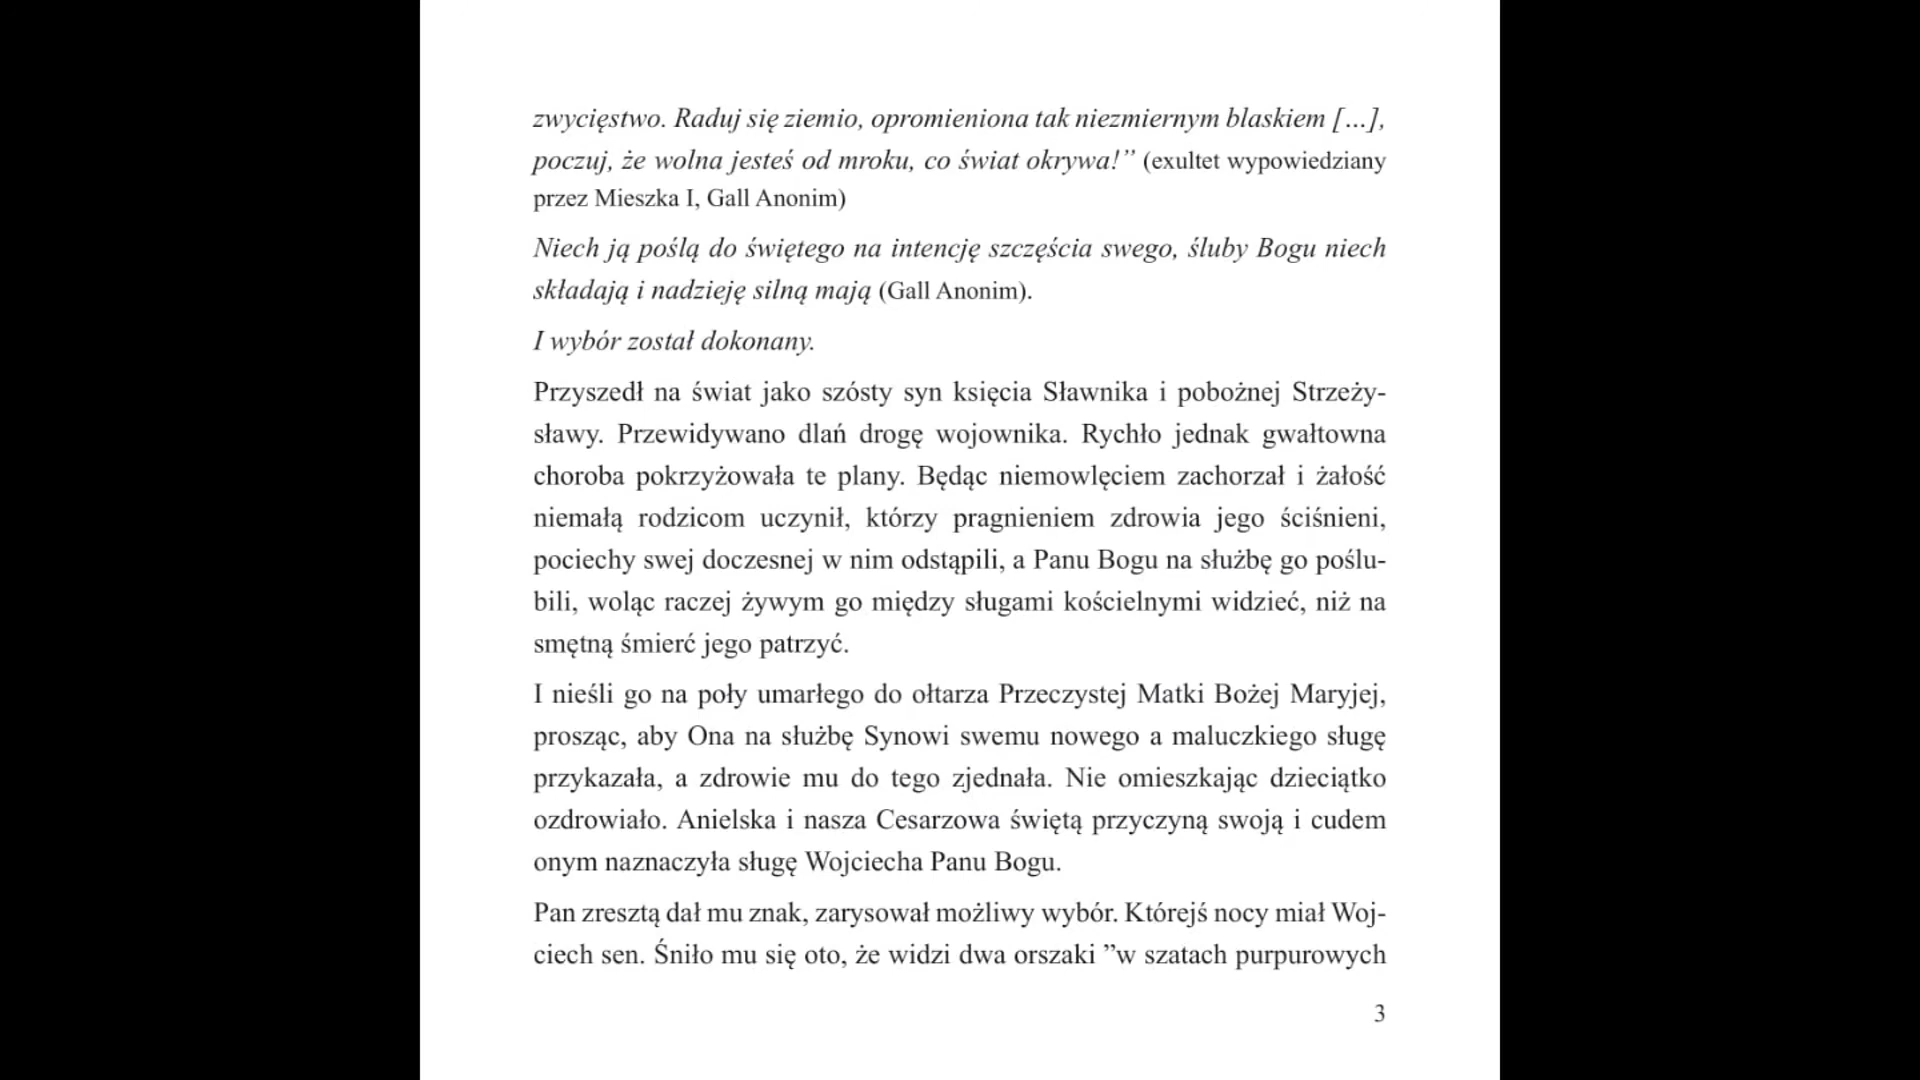 zwycięstwo. Raduj się ziemio, opromieniona tak niezmiernym blaskiem [...],
poczuj, że wolna jesteś od mroku, co świat okrywa!” (exultet wypowiedziany
przez Mieszka I, Gall Anonim)
Niech ją poślą do świętego na intencję szczęścia swego, śluby Bogu niech
składają i nadzieję silną mają (Gall Anonim).
I wybór został dokonany.
Przyszedł na świat jako szósty syn księcia Sławnika i pobożnej Strzeży-
sławy. Przewidywano dlań drogę wojownika. Rychło jednak gwałtowna
choroba pokrzyżowała te plany. Będąc niemowlęciem zachorzał i żałość
niemałą rodzicom uczynił, którzy pragnieniem zdrowia jego ściśnieni,
pociechy swej doczesnej w nim odstąpili, a Panu Bogu na służbę go poślu-
bili, woląc raczej żywym go między sługami kościelnymi widzieć, niż na
smętną śmierć jego patrzyć.
I nieśli go na poły umarłego do ołtarza Przeczystej Matki Bożej Maryjej,
prosząc, aby Ona na służbę Synowi swemu nowego a maluczkiego sługę
przykazała, a zdrowie mu do tego zjednała. Nie omieszkając dzieciątko
ozdrowiało. Anielska i nasza Cesarzowa świętą przyczyną swoją i cudem
onym naznaczyła sługę Wojciecha Panu Bogu.
Pan zresztą dał mu znak, zarysował możliwy wybór. Którejś nocy miał Woj-
ciech sen. Śniło mu się oto, że widzi dwa orszaki ”w szatach purpurowych
3